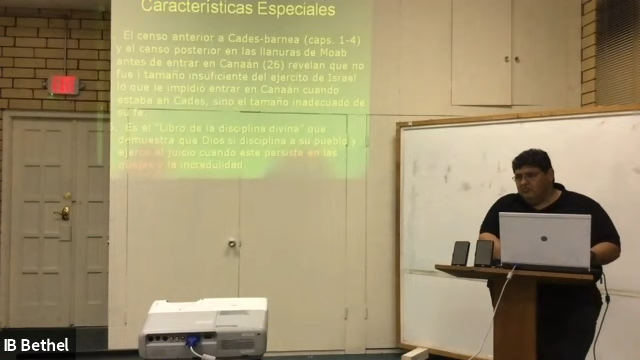 Características Especiales
El censo anterior a Cades-barnea (caps. 1-4)
y el censo posterior en las llanuras de Moab
antes de entrar en Canaán (26) revelan que no
fue l tamaño insuficiente del ejercito de Israel
lo que le impidió entrar en Canaán cuando
estaba en Cades, sino el tamaño inadecuado de
su fe.
Es el "Libro de la disciplina divina" que
demuestra que Dios si disciplina a su pueblo y
ejerce el juicio cuando este persiste en las
quejas y la incredulidad
EXIT
hp
IB Bethel